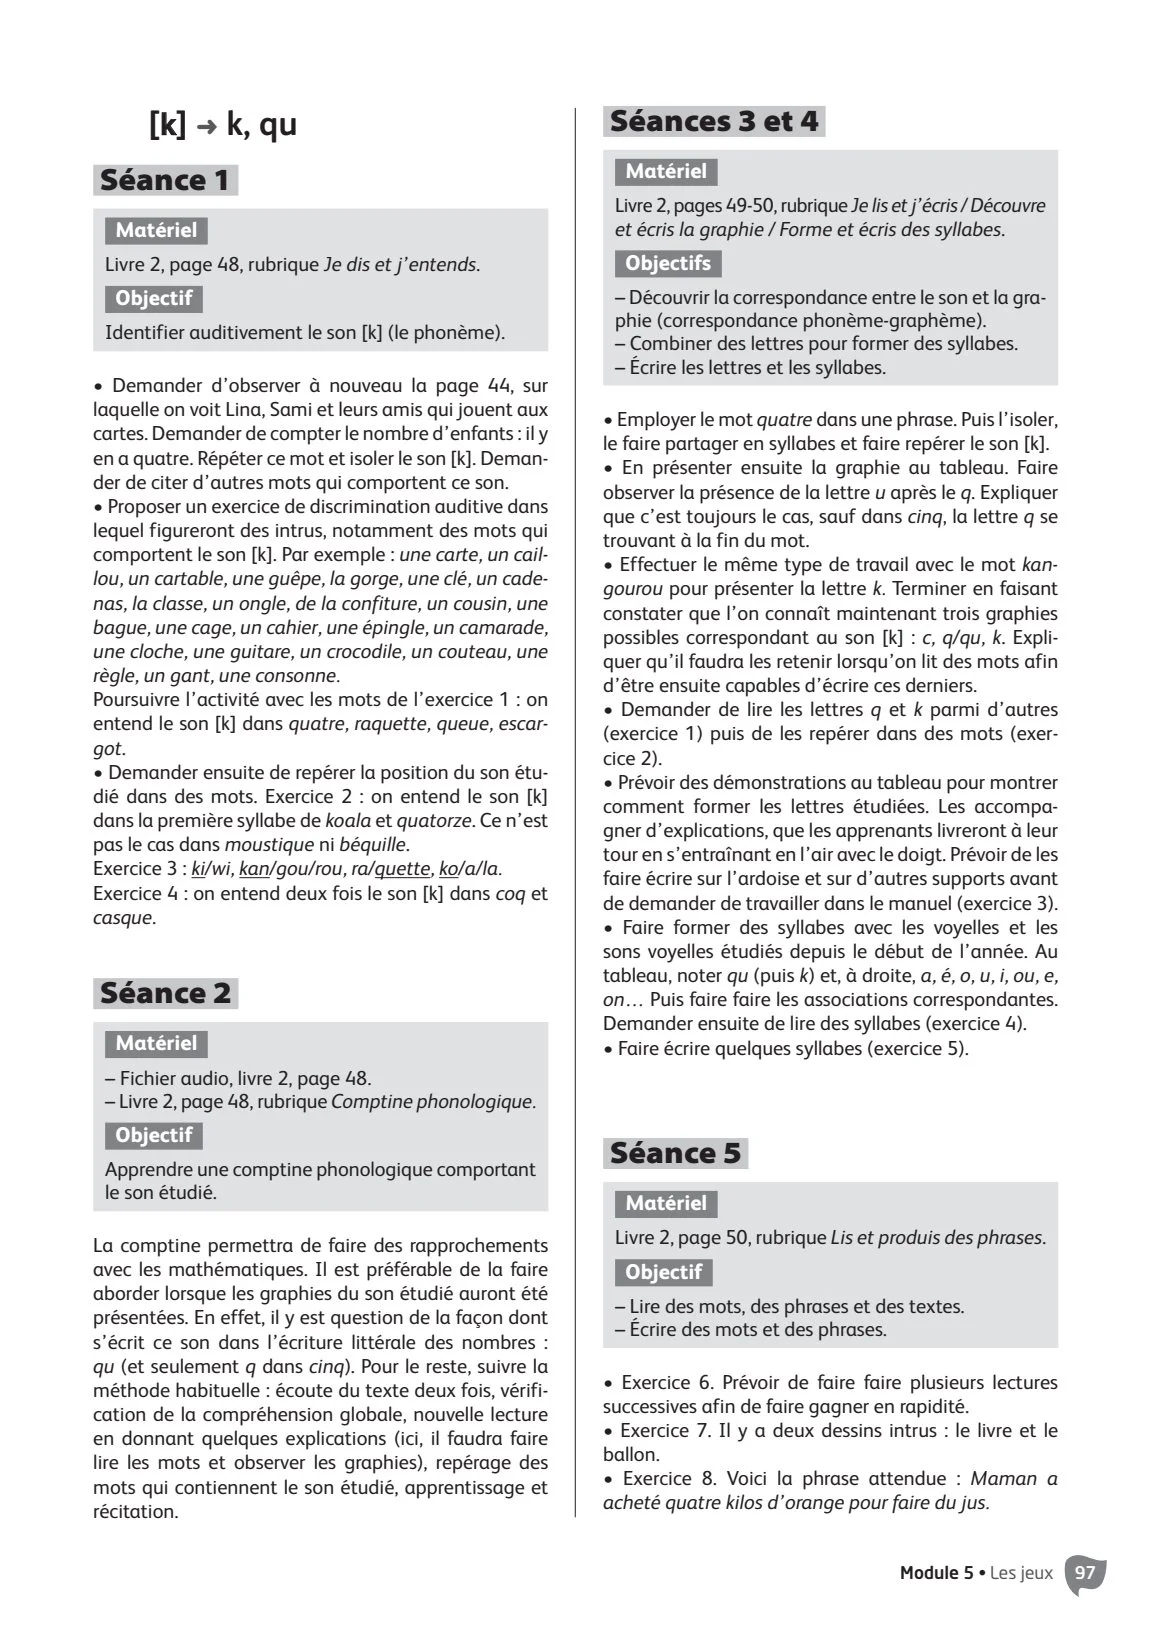 [k] ➜ k, qu
Séance 1
Matériel
Livre 2, page 48, rubrique Je dis et j’entends.
Objectif
Identifier auditivement le son [k] (le phonème).
• Demander d’observer à nouveau la page 44, sur
laquelle on voit Lina, Sami et leurs amis qui jouent aux
cartes. Demander de compter le nombre d’enfants : il y
en a quatre. Répéter ce mot et isoler le son [k]. Deman-
der de citer d’autres mots qui comportent ce son.
• Proposer un exercice de discrimination auditive dans
lequel figureront des intrus, notamment des mots qui
comportent le son [k]. Par exemple : une carte, un cail-
lou, un cartable, une guêpe, la gorge, une clé, un cade-
nas, la classe, un ongle, de la confiture, un cousin, une
bague, une cage, un cahier, une épingle, un camarade,
une cloche, une guitare, un crocodile, un couteau, une
règle, un gant, une consonne.
Poursuivre l’activité avec les mots de l’exercice 1 : on
entend le son [k] dans quatre, raquette, queue, escar-
got.
• Demander ensuite de repérer la position du son étu-
dié dans des mots. Exercice 2 : on entend le son [k]
dans la première syllabe de koala et quatorze. Ce n’est
pas le cas dans moustique ni béquille.
Exercice 3 : ki/wi, kan/gou/rou, ra/quette, ko/a/la.
Exercice 4 : on entend deux fois le son [k] dans coq et
casque.
Séance 2
Matériel
– Fichier audio, livre 2, page 48.
– Livre 2, page 48, rubrique Comptine phonologique.
Objectif
Apprendre une comptine phonologique comportant
le son étudié.
La comptine permettra de faire des rapprochements
avec les mathématiques. Il est préférable de la faire
aborder lorsque les graphies du son étudié auront été
présentées. En effet, il y est question de la façon dont
s’écrit ce son dans l’écriture littérale des nombres :
qu (et seulement q dans cinq). Pour le reste, suivre la
méthode habituelle : écoute du texte deux fois, vérifi-
cation de la compréhension globale, nouvelle lecture
en donnant quelques explications (ici, il faudra faire
lire les mots et observer les graphies), repérage des
mots qui contiennent le son étudié, apprentissage et
récitation.
Séances 3 et 4
Matériel
Livre 2, pages 49-50, rubrique Je lis et j’écris / Découvre
et écris la graphie / Forme et écris des syllabes.
Objectifs
– Découvrir la correspondance entre le son et la gra-
phie (correspondance phonème-graphème).
– Combiner des lettres pour former des syllabes.
– Écrire les lettres et les syllabes.
• Employer le mot quatre dans une phrase. Puis l’isoler,
le faire partager en syllabes et faire repérer le son [k].
• En présenter ensuite la graphie au tableau. Faire
observer la présence de la lettre u après le q. Expliquer
que c’est toujours le cas, sauf dans cinq, la lettre q se
trouvant à la fin du mot.
• Effectuer le même type de travail avec le mot kan-
gourou pour présenter la lettre k. Terminer en faisant
constater que l’on connaît maintenant trois graphies
possibles correspondant au son [k] : c, q/qu, k. Expli-
quer qu’il faudra les retenir lorsqu’on lit des mots afin
d’être ensuite capables d’écrire ces derniers.
• Demander de lire les lettres q et k parmi d’autres
(exercice 1) puis de les repérer dans des mots (exer-
cice 2).
• Prévoir des démonstrations au tableau pour montrer
comment former les lettres étudiées. Les accompa-
gner d’explications, que les apprenants livreront à leur
tour en s’entraînant en l’air avec le doigt. Prévoir de les
faire écrire sur l’ardoise et sur d’autres supports avant
de demander de travailler dans le manuel (exercice 3).
• Faire former des syllabes avec les voyelles et les
sons voyelles étudiés depuis le début de l’année. Au
tableau, noter qu (puis k) et, à droite, a, é, o, u, i, ou, e,
on… Puis faire faire les associations correspondantes.
Demander ensuite de lire des syllabes (exercice 4).
• Faire écrire quelques syllabes (exercice 5).
Séance 5
Matériel
Livre 2, page 50, rubrique Lis et produis des phrases.
Objectif
– Lire des mots, des phrases et des textes.
– Écrire des mots et des phrases.
• Exercice 6. Prévoir de faire faire plusieurs lectures
successives afin de faire gagner en rapidité.
• Exercice 7. Il y a deux dessins intrus : le livre et le
ballon.
• Exercice 8. Voici la phrase attendue : Maman a
acheté quatre kilos d’orange pour faire du jus.
Module 5 • Les jeux 97